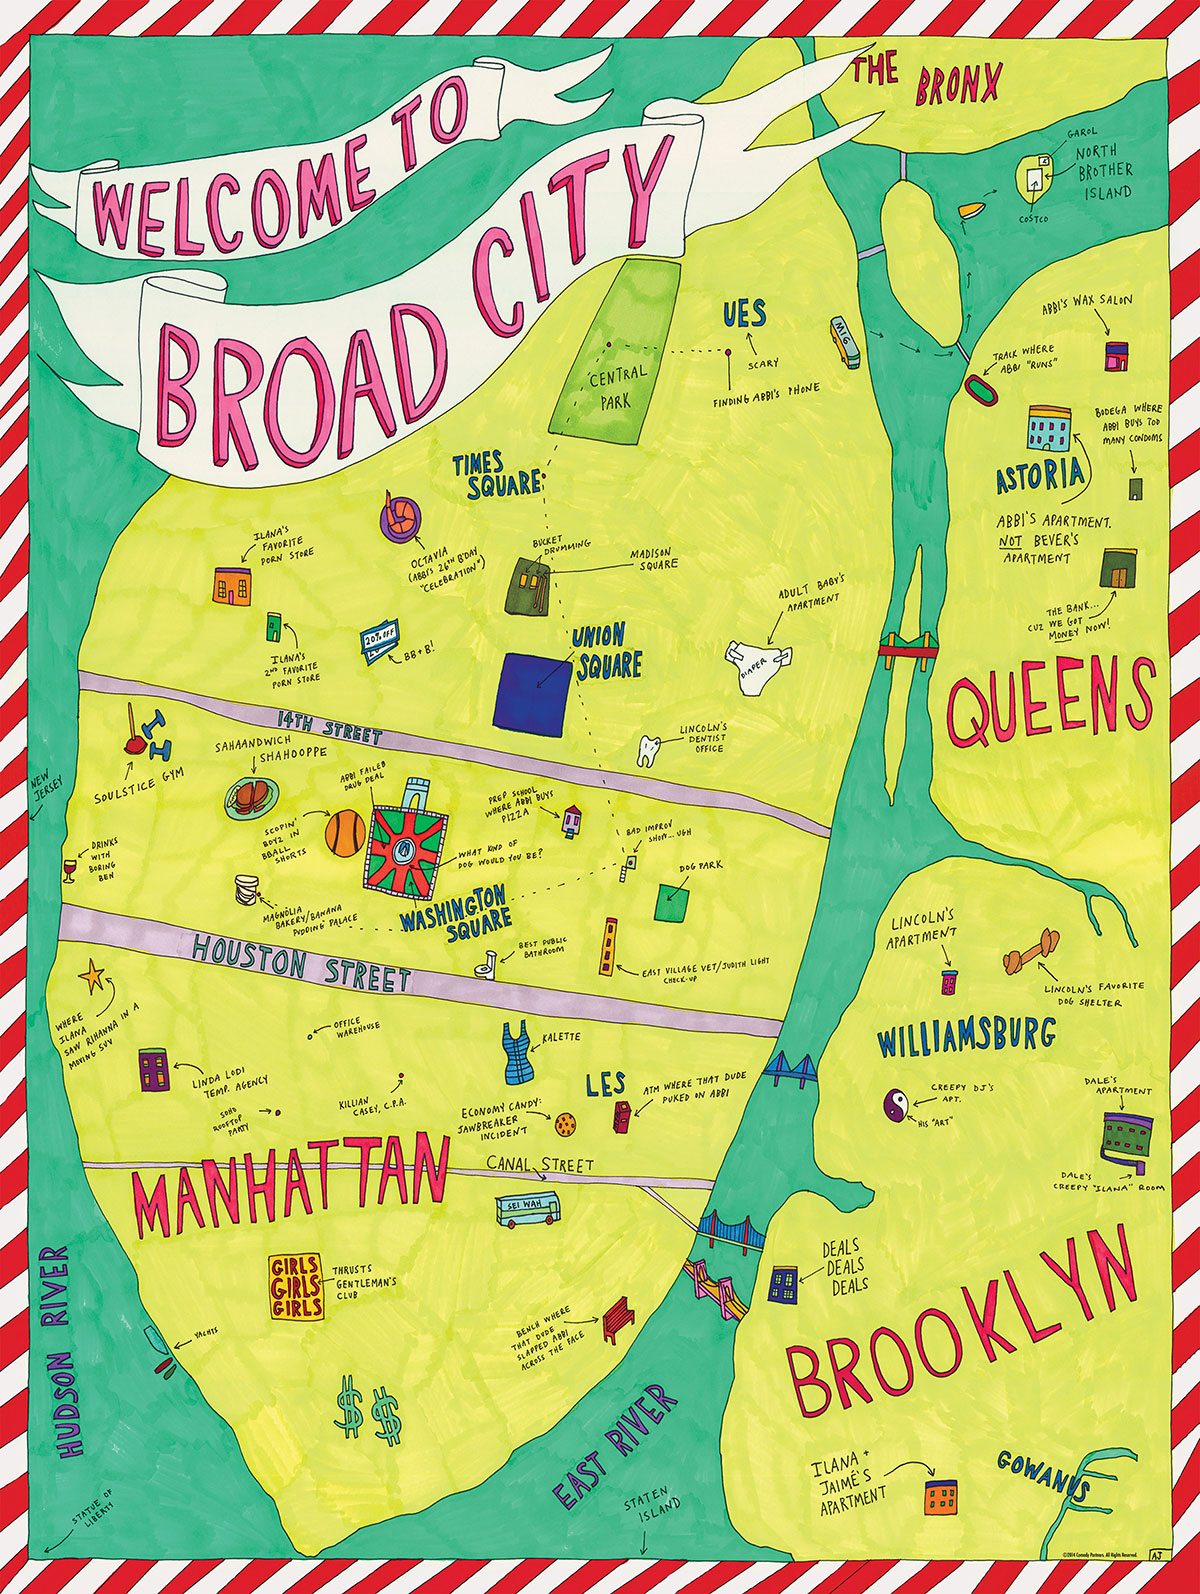 WELCOME TO
BROAD CITY
THE BRONX
GAROL
NORTH
BROTHER
ISLAND
COSTCO
UES
SCARY
FINDING ABBI'S PHONE
M16
CENTRAL
PARK
ABBI'S WAX SALON
TRACK WHERE
ABBI "RUNS"
BODEGA WHERE
ABBI BUYS TOO
MANY CONDOMS
ASTORIA
ABBI'S APARTMENT.
NOT BEVER'S
APARTMENT
THE BANK...
CUZ WE GOT
MONEY NOW!
QUEENS
TIMES
SQUARE
OCTAVIA
(ABBI'S 26TH B'DAY
"CELEBRATION")
ILANA'S
FAVORITE
PORN STORE
ILANA'S
2ND FAVORITE
PORN STORE
20% OFF
BB+B!
BUCKET
DRUMMING
MADISON
SQUARE
UNION
SQUARE
ADULT BABY'S
APARTMENT
DIAPER
LINCOLN'S
DENTIST
OFFICE
14TH STREET
SOULSTICE GYM
NEW
JERSEY
SAHAANDWICH
SHAHOOPPE
ABBI FAILED
DRUG DEAL
SCOPIN'
BOYZ IN
BBALL
SHORTS
WHAT KIND OF
DOG WOULD YOU BE?
PREP SCHOOL
WHERE ABBI BUYS
PIZZA
BAD IMPROV
SHOW... UGH
DOG PARK
DRINKS
WITH
BORING
BEN
MAGNOLIA
BAKERY/BANANA
PUDDING PALACE
WASHINGTON
SQUARE
BEST PUBLIC
BATHROOM
EAST VILLAGE VET/JUDITH LIGHT
CHECK-UP
HOUSTON STREET
WHERE
ILANA
SAW RIHANNA IN A
MOVING SUV
OFFICE
WAREHOUSE
KALETTE
LINDA LODI
TEMP. AGENCY
SOHO
ROOFTOP
PARTY
KILLIAN
CASEY, C.P.A.
LES
ATM WHERE THAT DUDE
PUKED ON ABBI
ECONOMY CANDY:
JAWBREAKER
INCIDENT
LINCOLN'S
APARTMENT
LINCOLN'S FAVORITE
DOG SHELTER
WILLIAMSBURG
CREEPY DJ'S
APT.
HIS "ART"
DALE'S
APARTMENT
DALE'S
CREEPY "ILANA" ROOM
MANHATTAN
CANAL STREET
SEI WAH
GIRLS
GIRLS
GIRLS
THRUSTS
GENTLEMAN'S
CLUB
BENCH WHERE
THAT DUDE
SLAPPED ABBI
ACROSS THE FACE
DEALS
DEALS
DEALS
BROOKLYN
HUDSON RIVER
YACHTS
$ $
EAST RIVER
STATUE OF
LIBERTY
STATEN
ISLAND
ILANA +
JAIMÉ'S
APARTMENT
GOWANUS
©2014 Comedy Partners. All Rights Reserved.
AJ